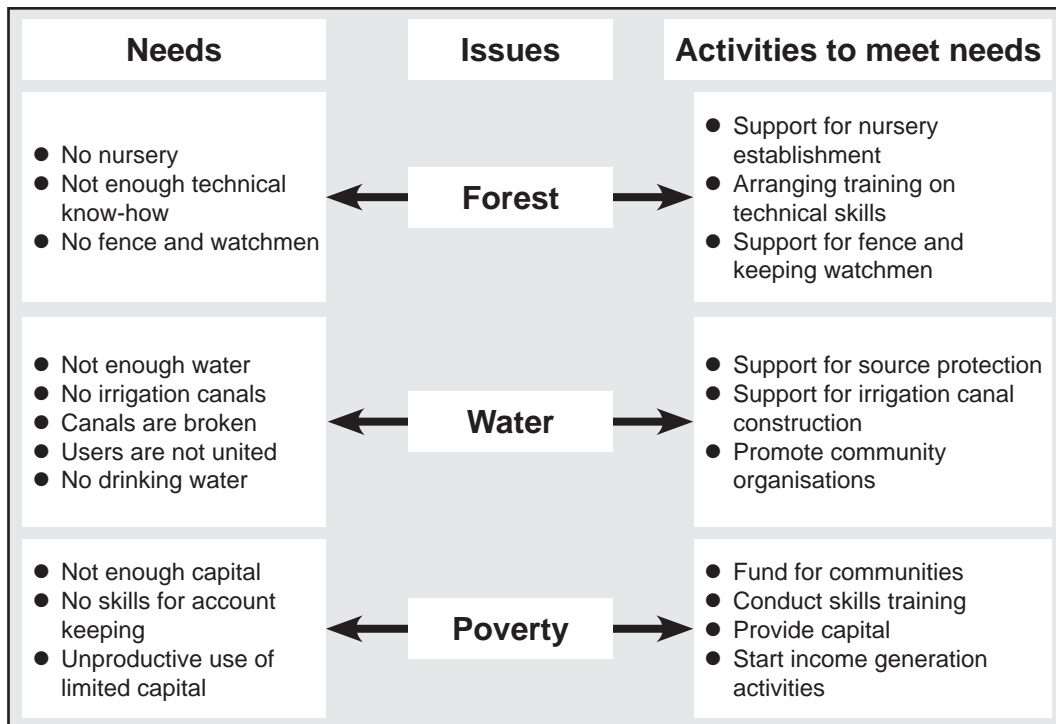 Needs
Issues
Activities to meet needs
● No nursery
● Not enough technical
know-how
● No fence and watchmen
Forest
● Support for nursery
establishment
● Arranging training on
technical skills
● Support for fence and
keeping watchmen
● Not enough water
● No irrigation canals
● Canals are broken
● Users are not united
● No drinking water
Water
● Support for source protection
● Support for irrigation canal
construction
● Promote community
organisations
● Not enough capital
● No skills for account
keeping
● Unproductive use of
limited capital
Poverty
● Fund for communities
● Conduct skills training
● Provide capital
● Start income generation
activities